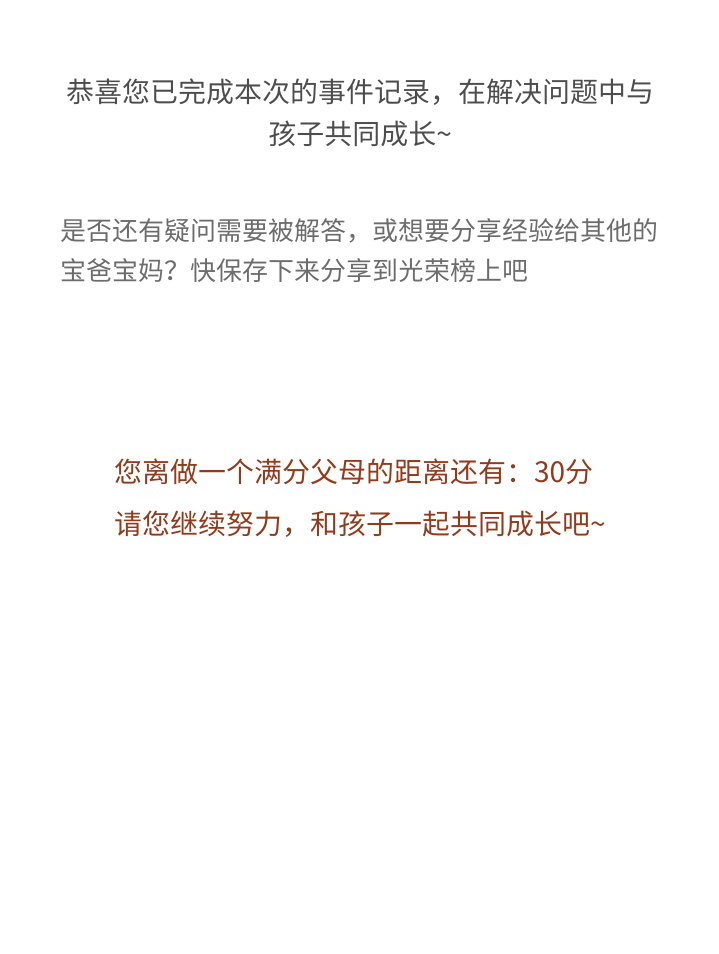 恭喜您已完成本次的事件记录，在解决问题中与
孩子共同成长~
是否还有疑问需要被解答，或想要分享经验给其他的
宝爸宝妈？快保存下来分享到光荣榜上吧
您离做一个满分父母的距离还有：30分
请您继续努力，和孩子一起共同成长吧~